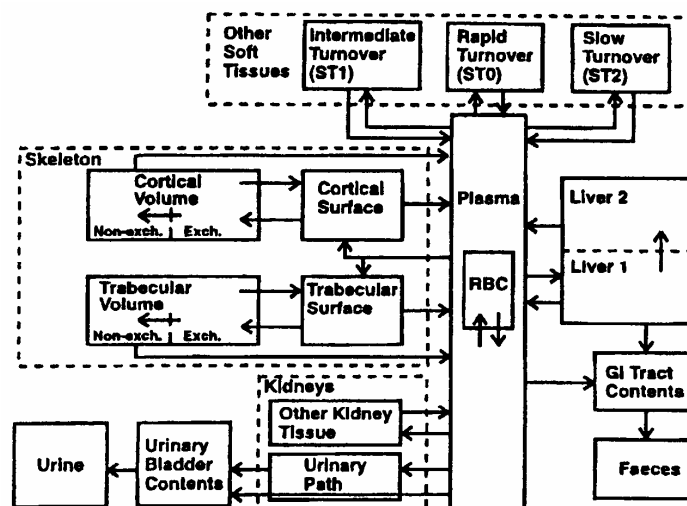 Other
Soft
Tissues
Intermediate
Turnover
(ST1)
Rapid
Turnover
(ST0)
Slow
Turnover
(ST2)
Skeleton
Cortical
Volume
Non-exch. Exch.
Cortical
Surface
Plasma
RBC
Liver 2
Liver 1
Trabecular
Volume
Non-exch. Exch.
Trabecular
Surface
GI Tract
Contents
Kidneys
Other Kidney
Tissue
Urinary
Path
Urinary
Bladder
Contents
Urine
Faeces